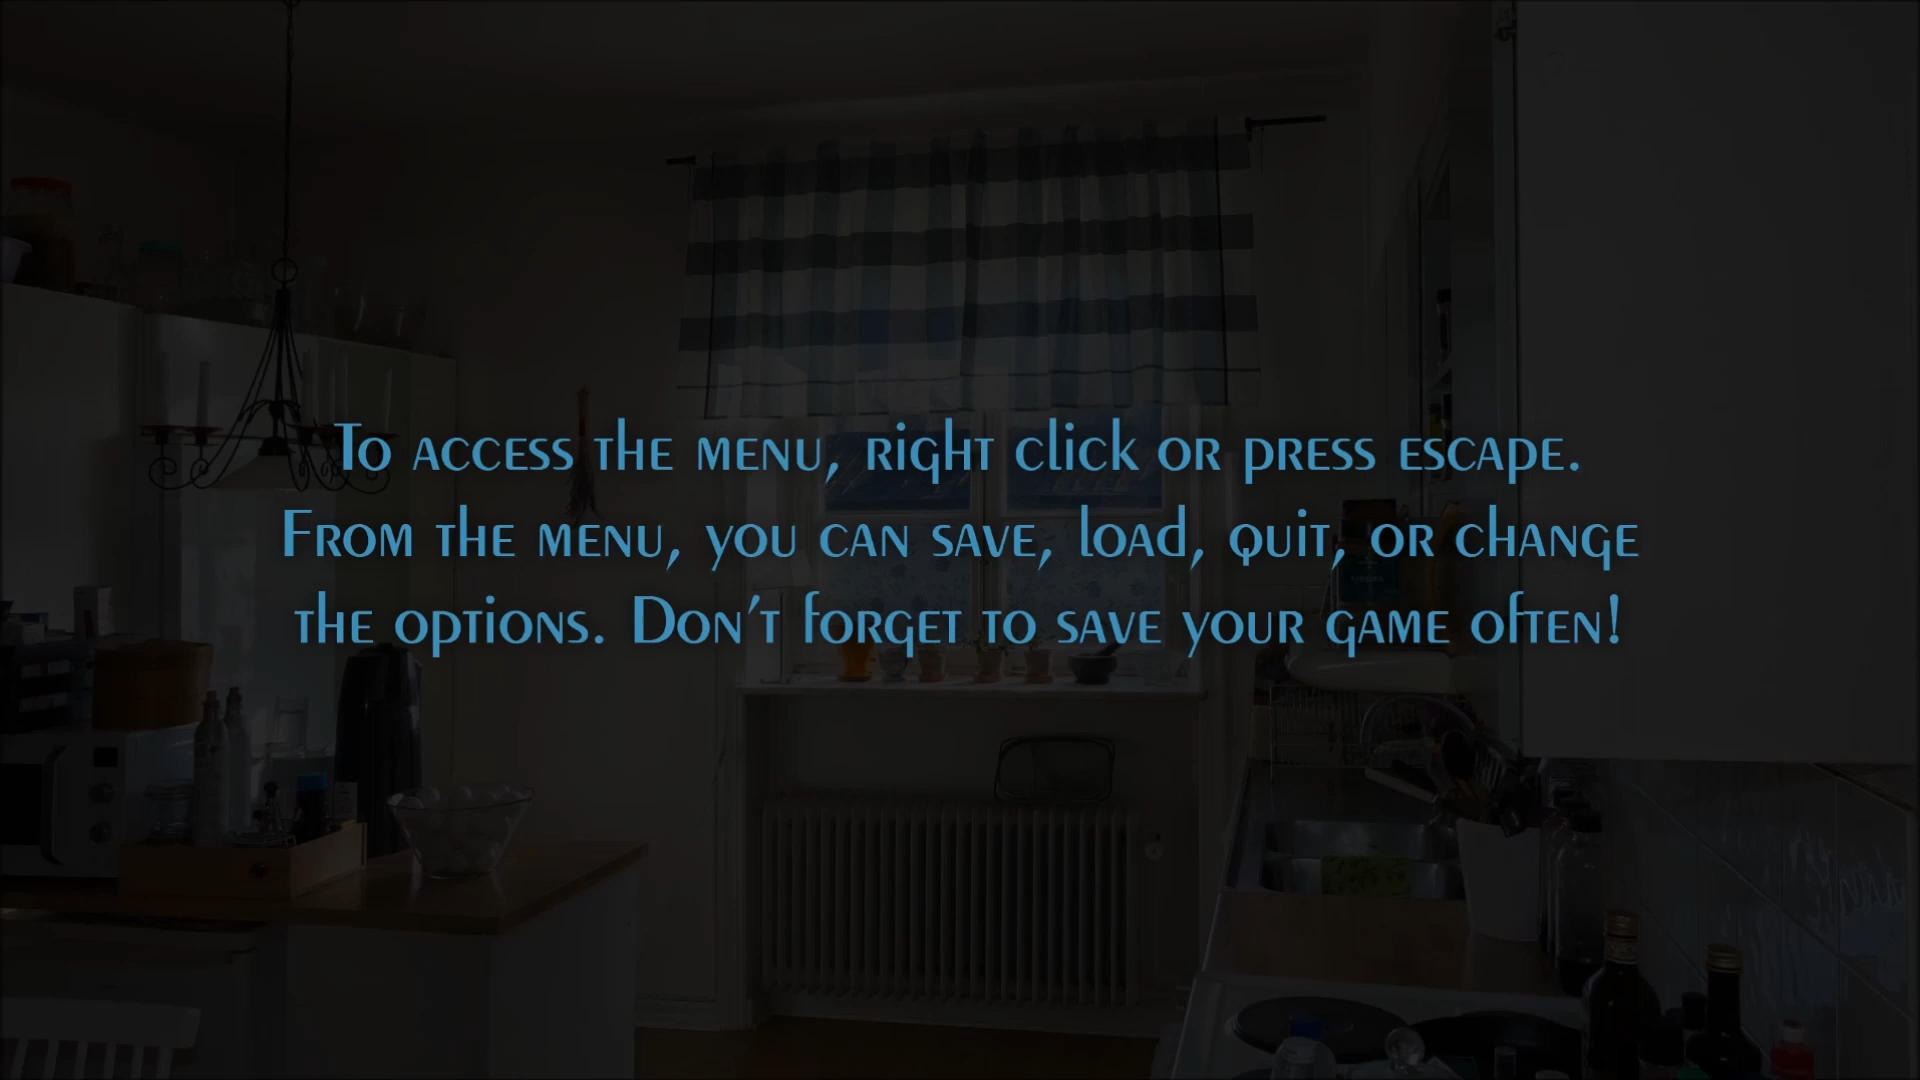 To access the menu, right click or press escape.
From the menu, you can save, load, quit, or change
the options. Don't forget to save your game often!